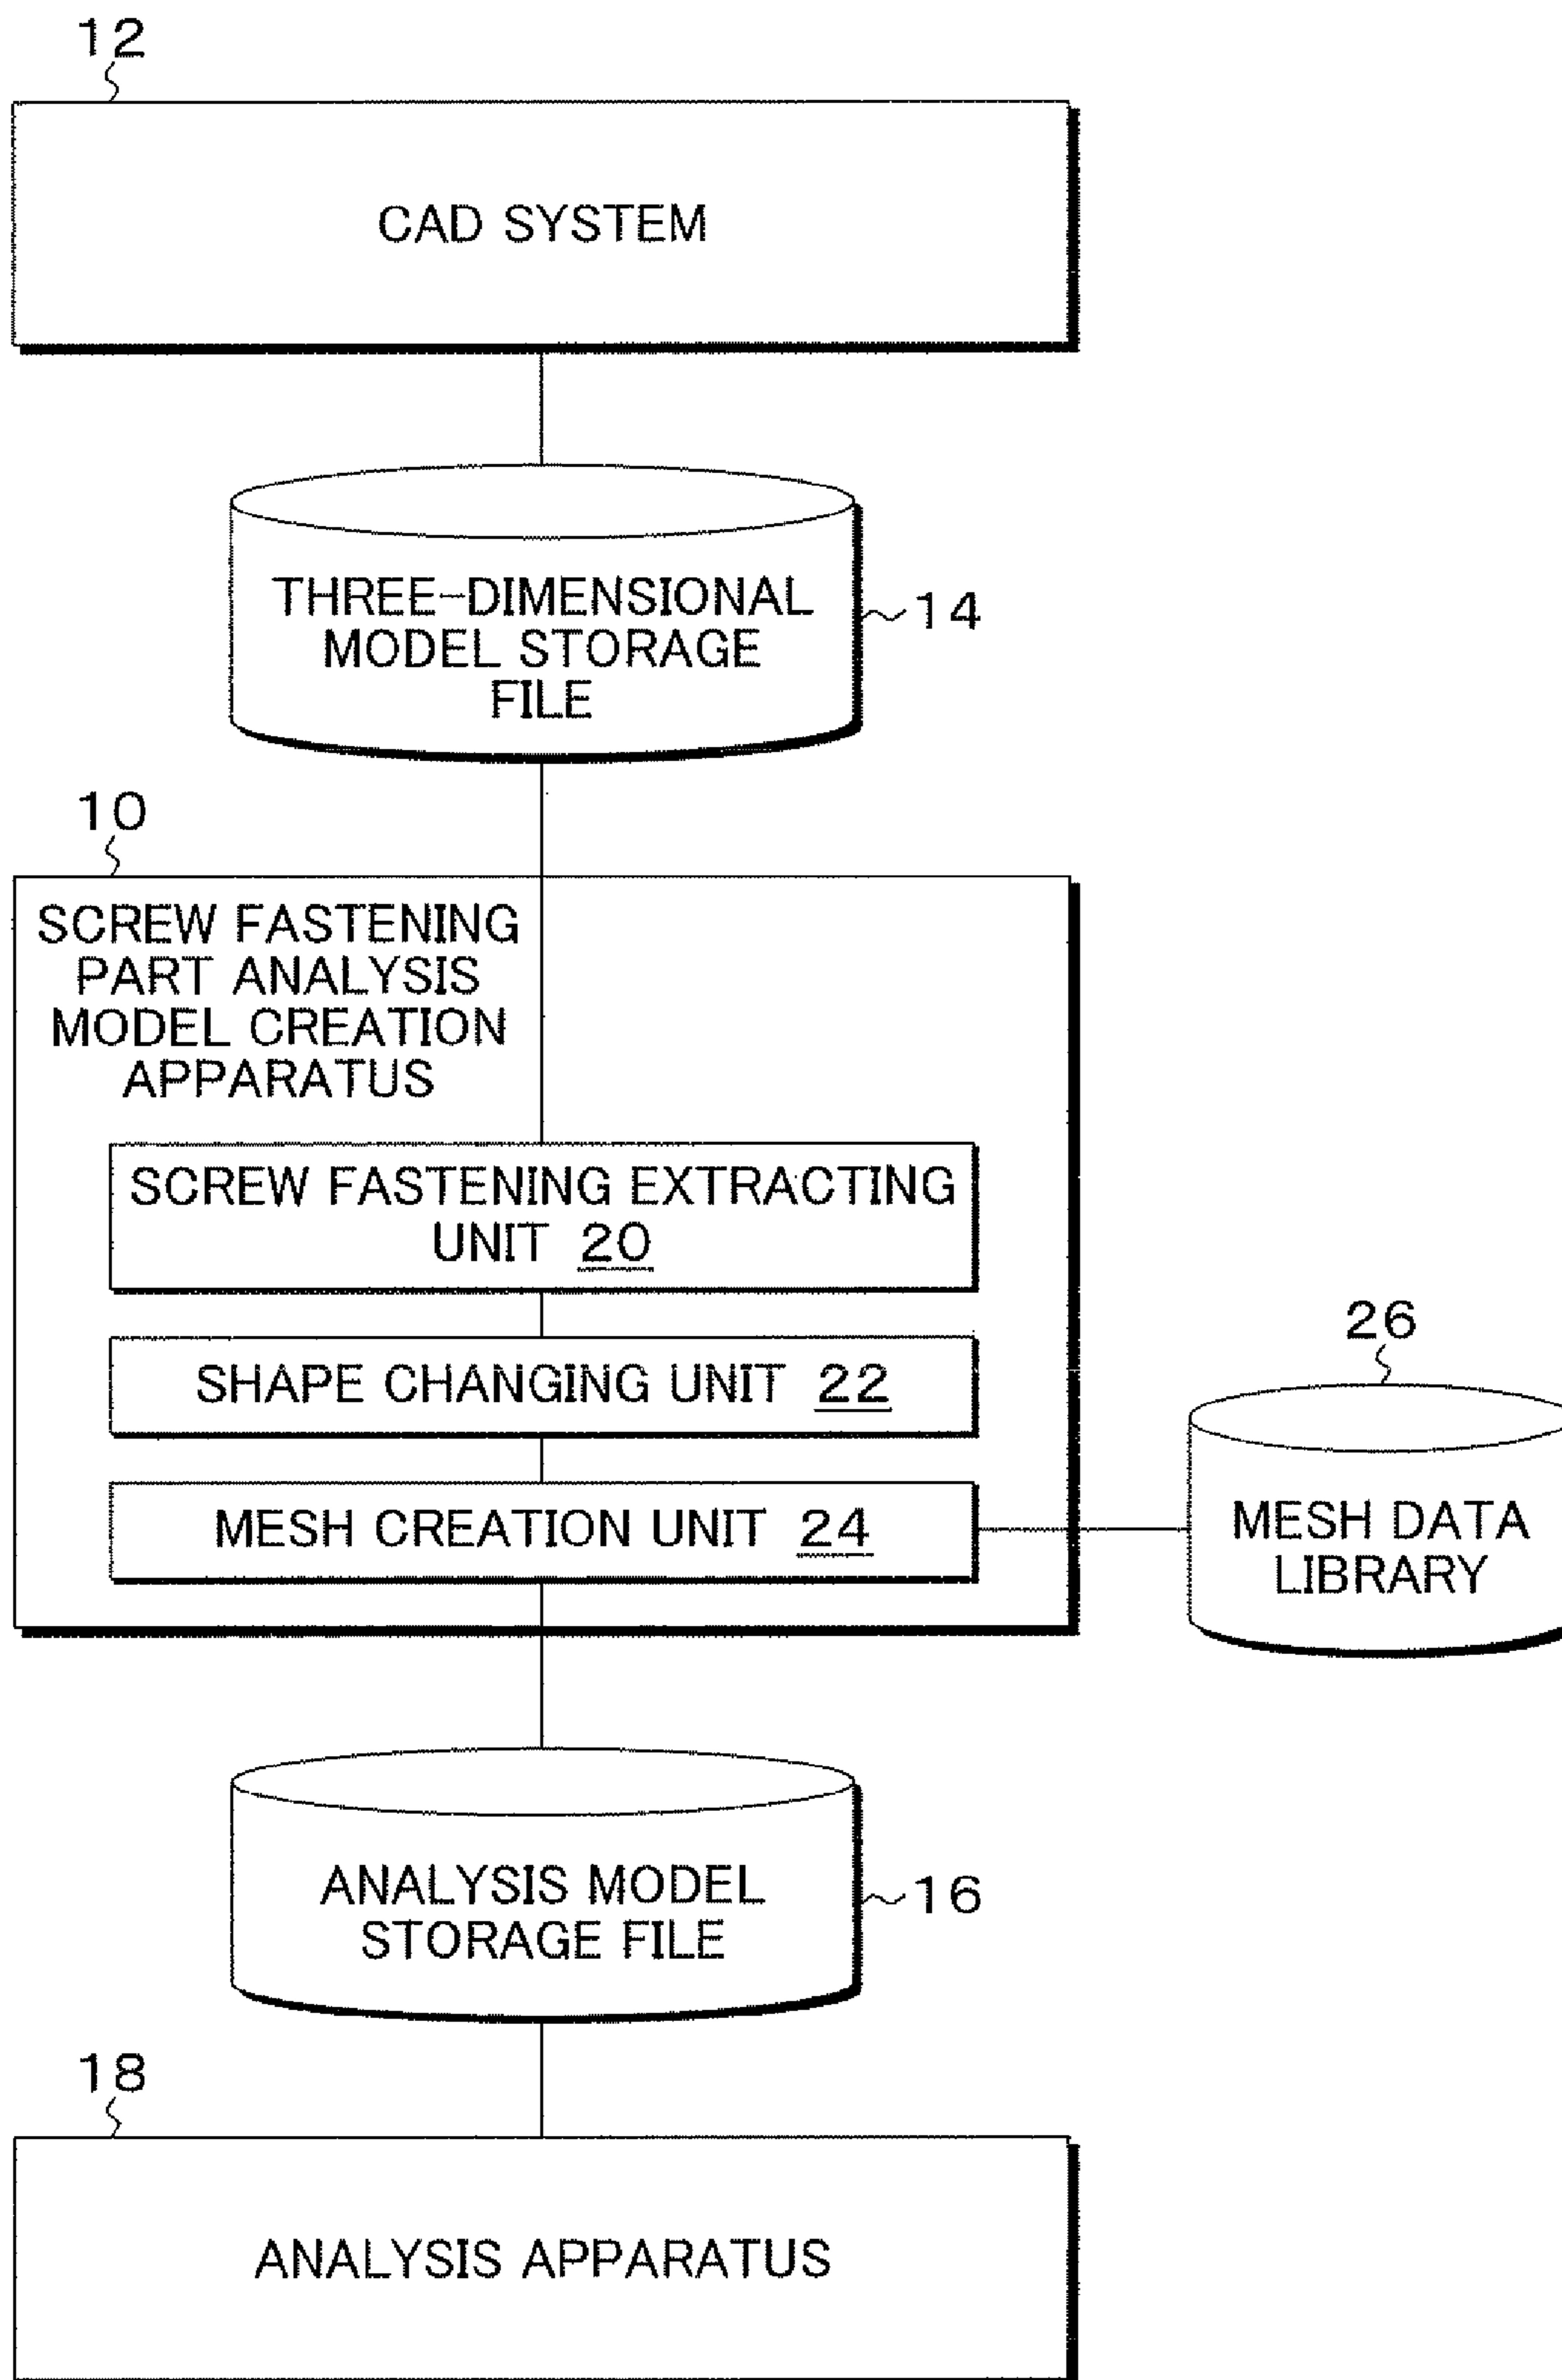 12
CAD SYSTEM
THREE-DIMENSIONAL
MODEL STORAGE
FILE
14
10
SCREW FASTENING
PART ANALYSIS
MODEL CREATION
APPARATUS
SCREW FASTENING EXTRACTING
UNIT 20
SHAPE CHANGING UNIT 22
MESH CREATION UNIT 24
26
MESH DATA
LIBRARY
ANALYSIS MODEL
STORAGE FILE
16
18
ANALYSIS APPARATUS